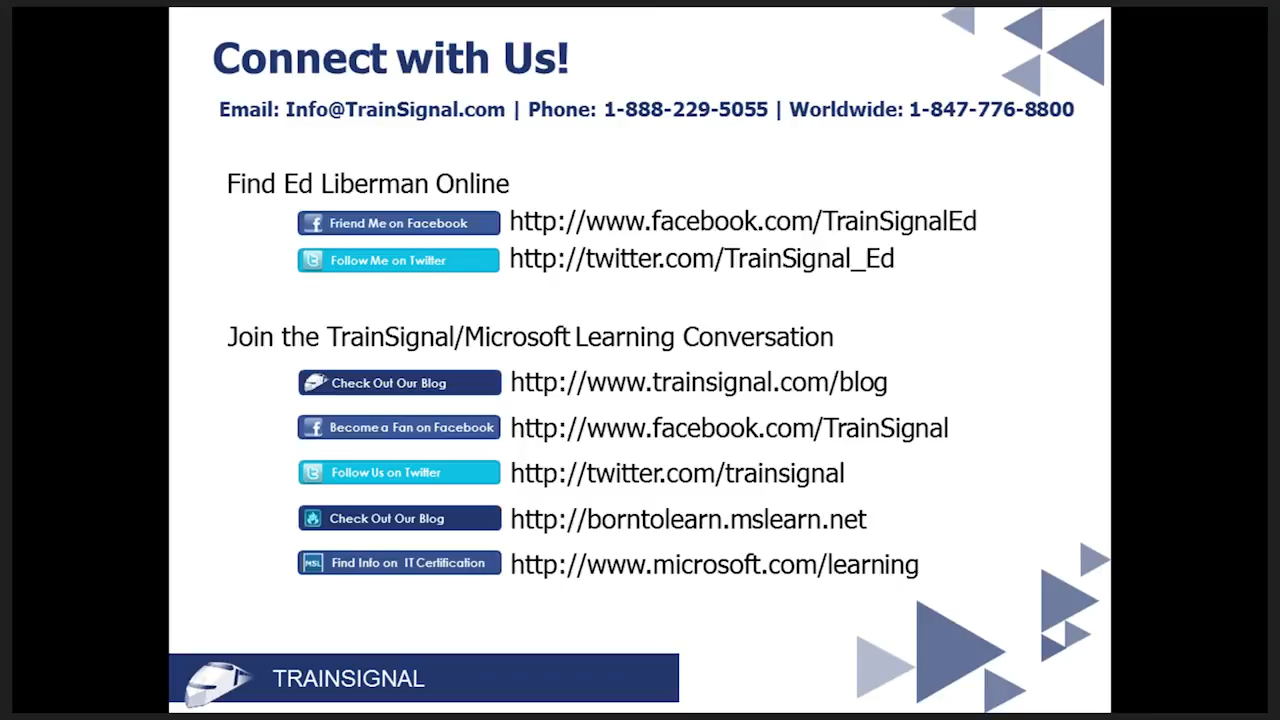 Connect with Us!
Email: Info@TrainSignal.com | Phone: 1-888-229-5055 | Worldwide: 1-847-776-8800
Find Ed Liberman Online
Friend Me on Facebook http://www.facebook.com/TrainSignalEd
Follow Me on Twitter http://twitter.com/TrainSignal_Ed
Join the TrainSignal/Microsoft Learning Conversation
Check Out Our Blog http://www.trainsignal.com/blog
Become a Fan on Facebook http://www.facebook.com/TrainSignal
Follow Us on Twitter http://twitter.com/trainsignal
Check Out Our Blog http://borntolearn.mslearn.net
MSL Find Info on IT Certification http://www.microsoft.com/learning
TRAINSIGNAL